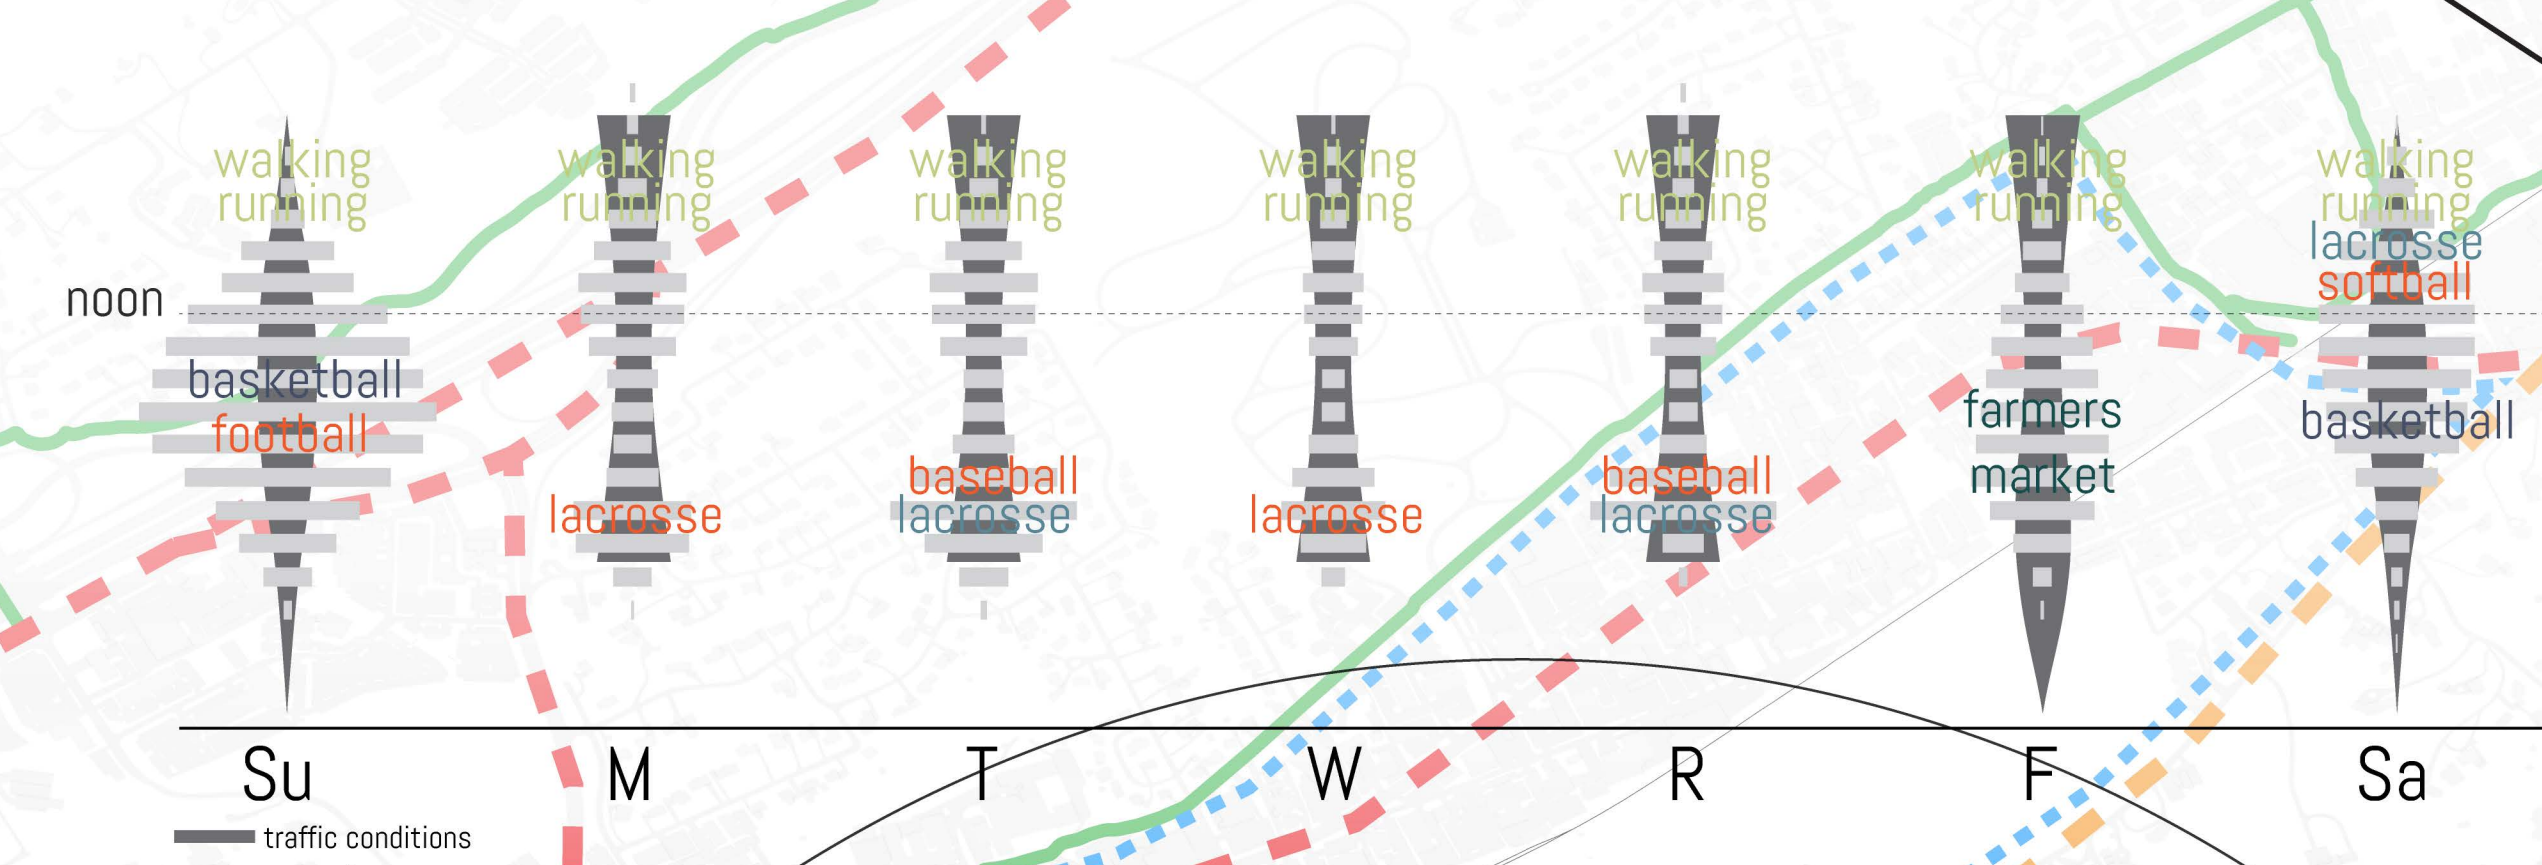 walking
running
basketball
football
walking
running
lacrosse
walking
running
baseball
lacrosse
walking
running
lacrosse
walking
running
baseball
lacrosse
walking
running
farmers
market
walking
running
lacrosse
softball
basketball
noon
Su M T W R F Sa
traffic conditions